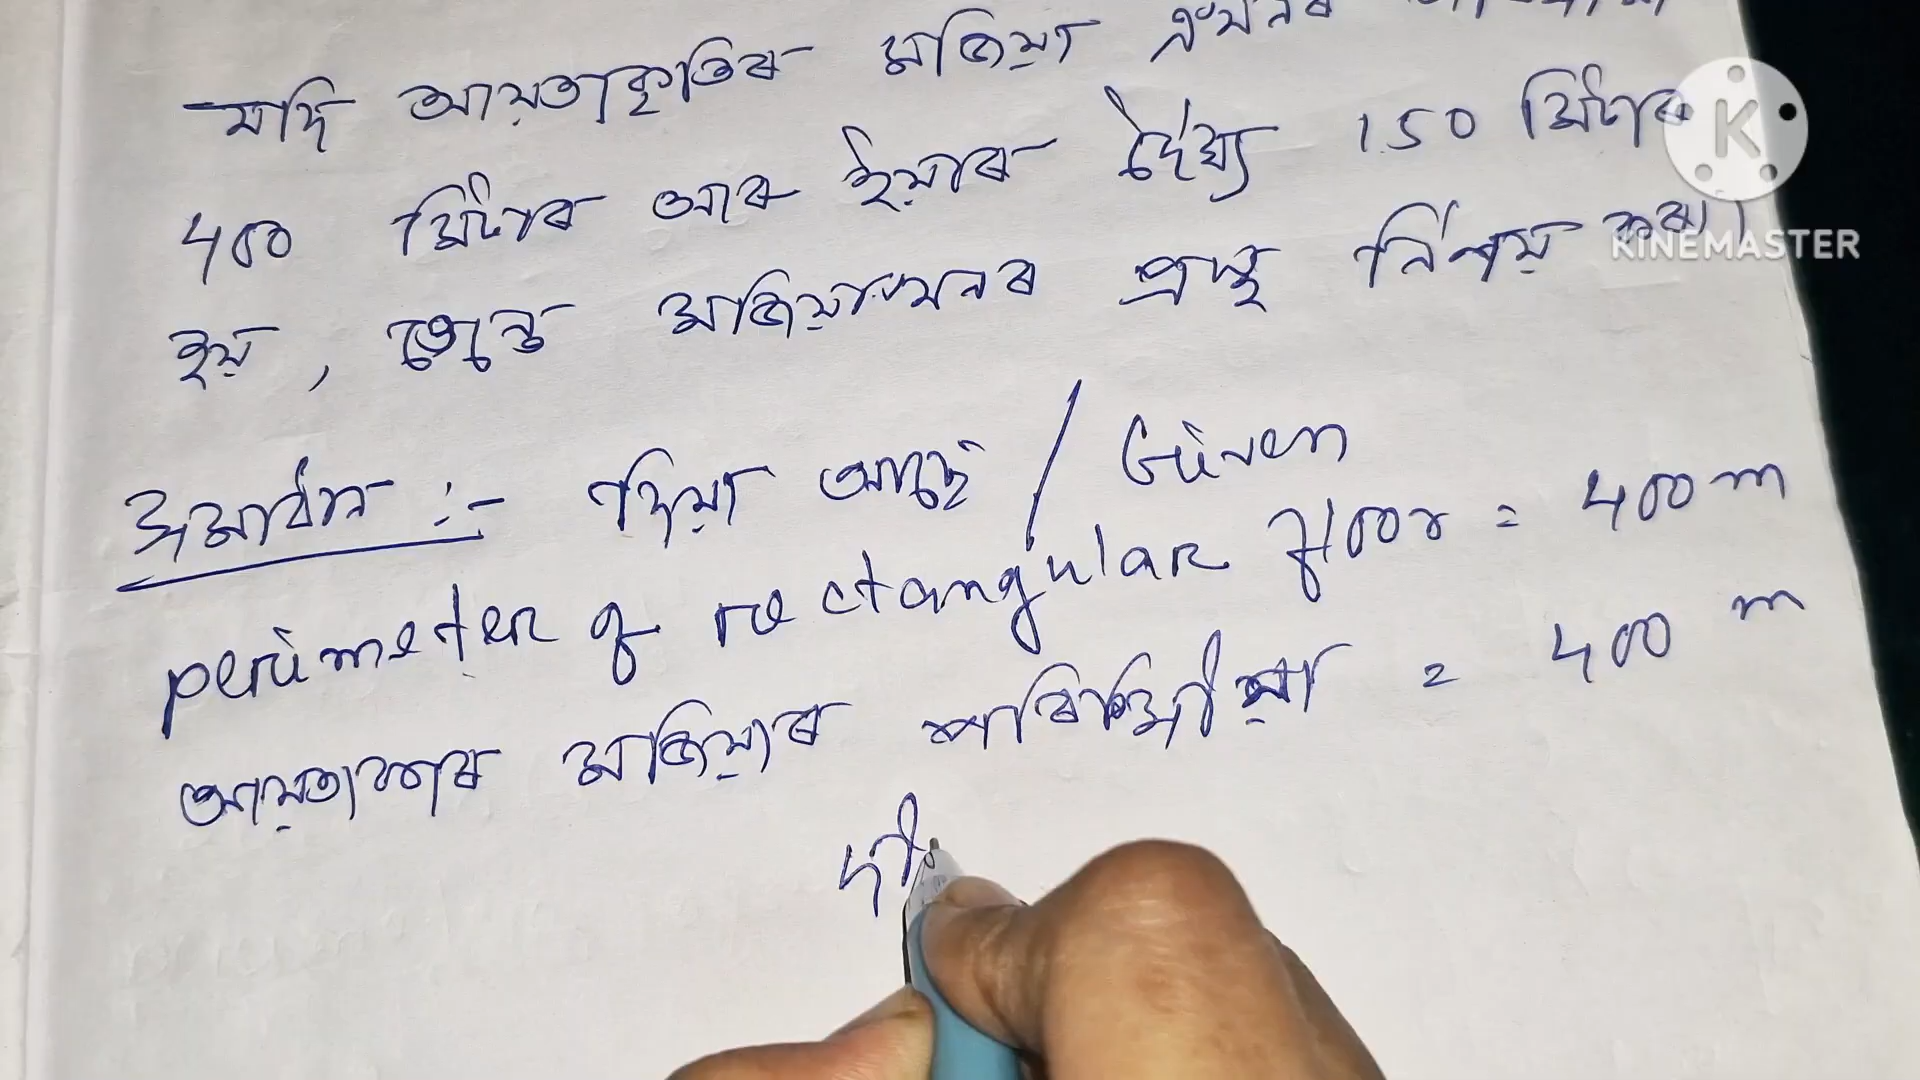 যদি আয়তাকৃতিৰ মজিয়া এখনৰ
400 মিটাৰ আৰু ইয়াৰ দৈৰ্ঘ্য 150 মিটাৰ
হয়, তেন্তে মজিয়াখনৰ প্ৰস্থ নিৰ্ণয় কৰা।
সমাধান :- দিয়া আছে / Given
perimeter of rectangular floor = 400 m
আয়তাকাৰ মজিয়াৰ পৰিসীমা = 400 m
দী
K
KINEMASTER